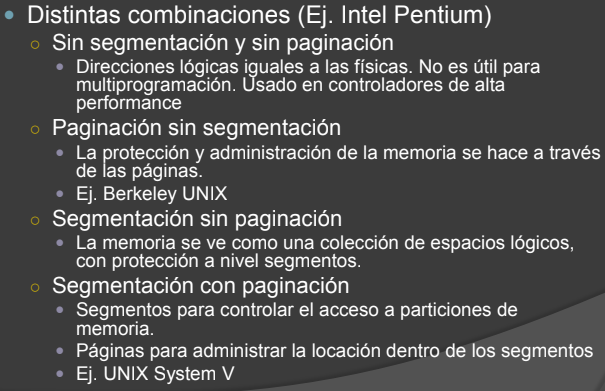 Distintas combinaciones (Ej. Intel Pentium)
Sin segmentación y sin paginación
Direcciones lógicas iguales a las físicas. No es útil para
multiprogramación. Usado en controladores de alta
performance
Paginación sin segmentación
La protección y administración de la memoria se hace a través
de las páginas.
Ej. Berkeley UNIX
Segmentación sin paginación
La memoria se ve como una colección de espacios lógicos,
con protección a nivel segmentos.
Segmentación con paginación
Segmentos para controlar el acceso a particiones de
memoria.
Páginas para administrar la locación dentro de los segmentos
Ej. UNIX System V